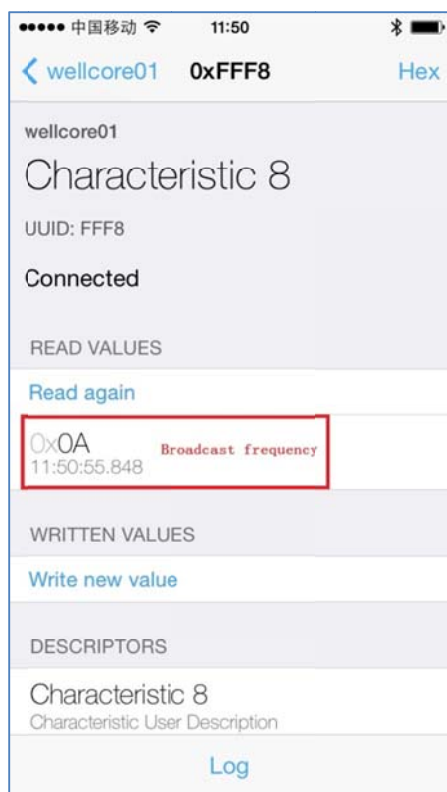 中国移动 11:50
wellcore01 0xFFF8 Hex
wellcore01
Characteristic 8
UUID: FFF8
Connected
READ VALUES
Read again
0x0A Broadcast frequency
11:50:55.848
WRITTEN VALUES
Write new value
DESCRIPTORS
Characteristic 8
Characteristic User Description
Log